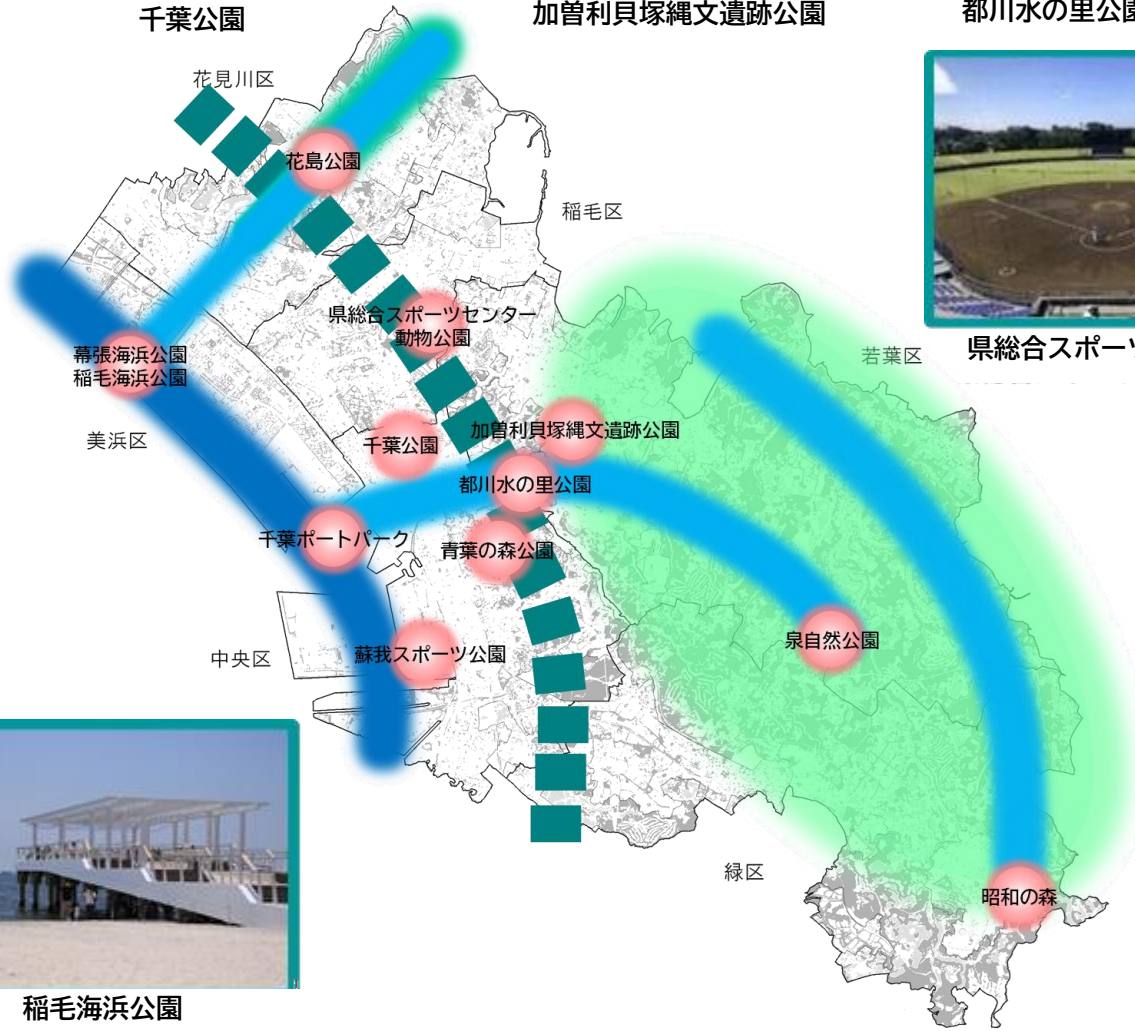 千葉公園
加曽利貝塚縄文遺跡公園
都川水の里公園
花見川区
花島公園
稲毛区
県総合スポーツセンター
動物公園
幕張海浜公園
稲毛海浜公園
若葉区
県総合スポーツ
美浜区
千葉公園
加曽利貝塚縄文遺跡公園
都川水の里公園
千葉ポートパーク
青葉の森公園
中央区
蘇我スポーツ公園
泉自然公園
緑区
昭和の森
稲毛海浜公園